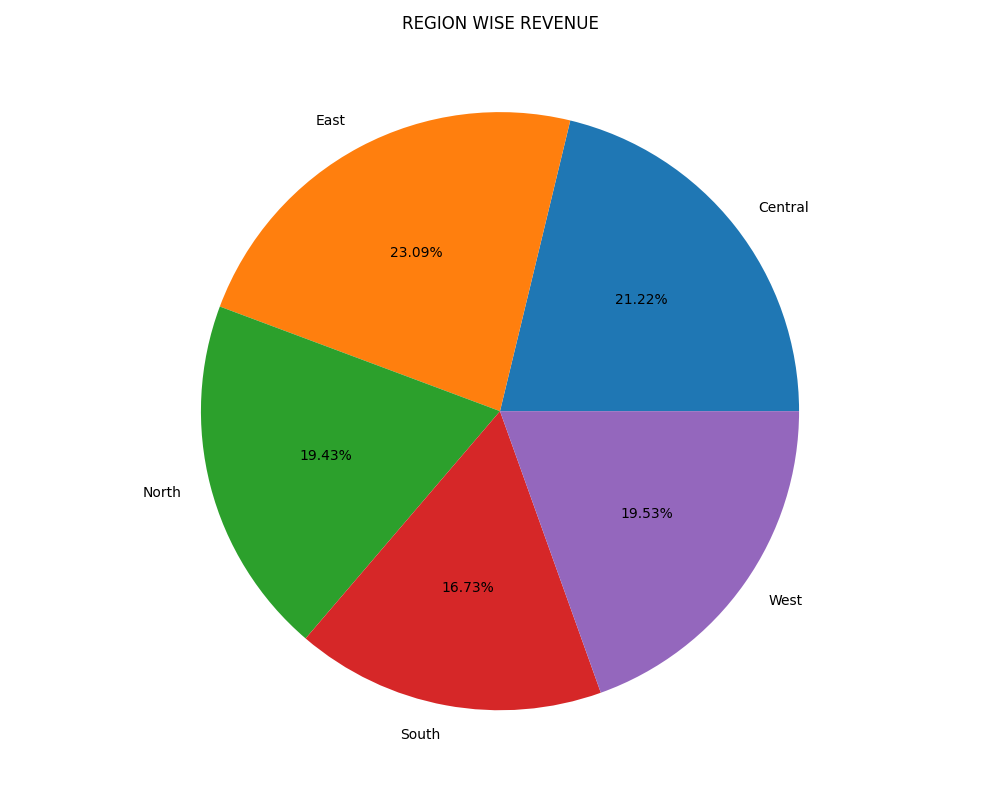 REGION WISE REVENUE
East
Central
23.09%
21.22%
19.43%
North
19.53%
16.73%
West
South